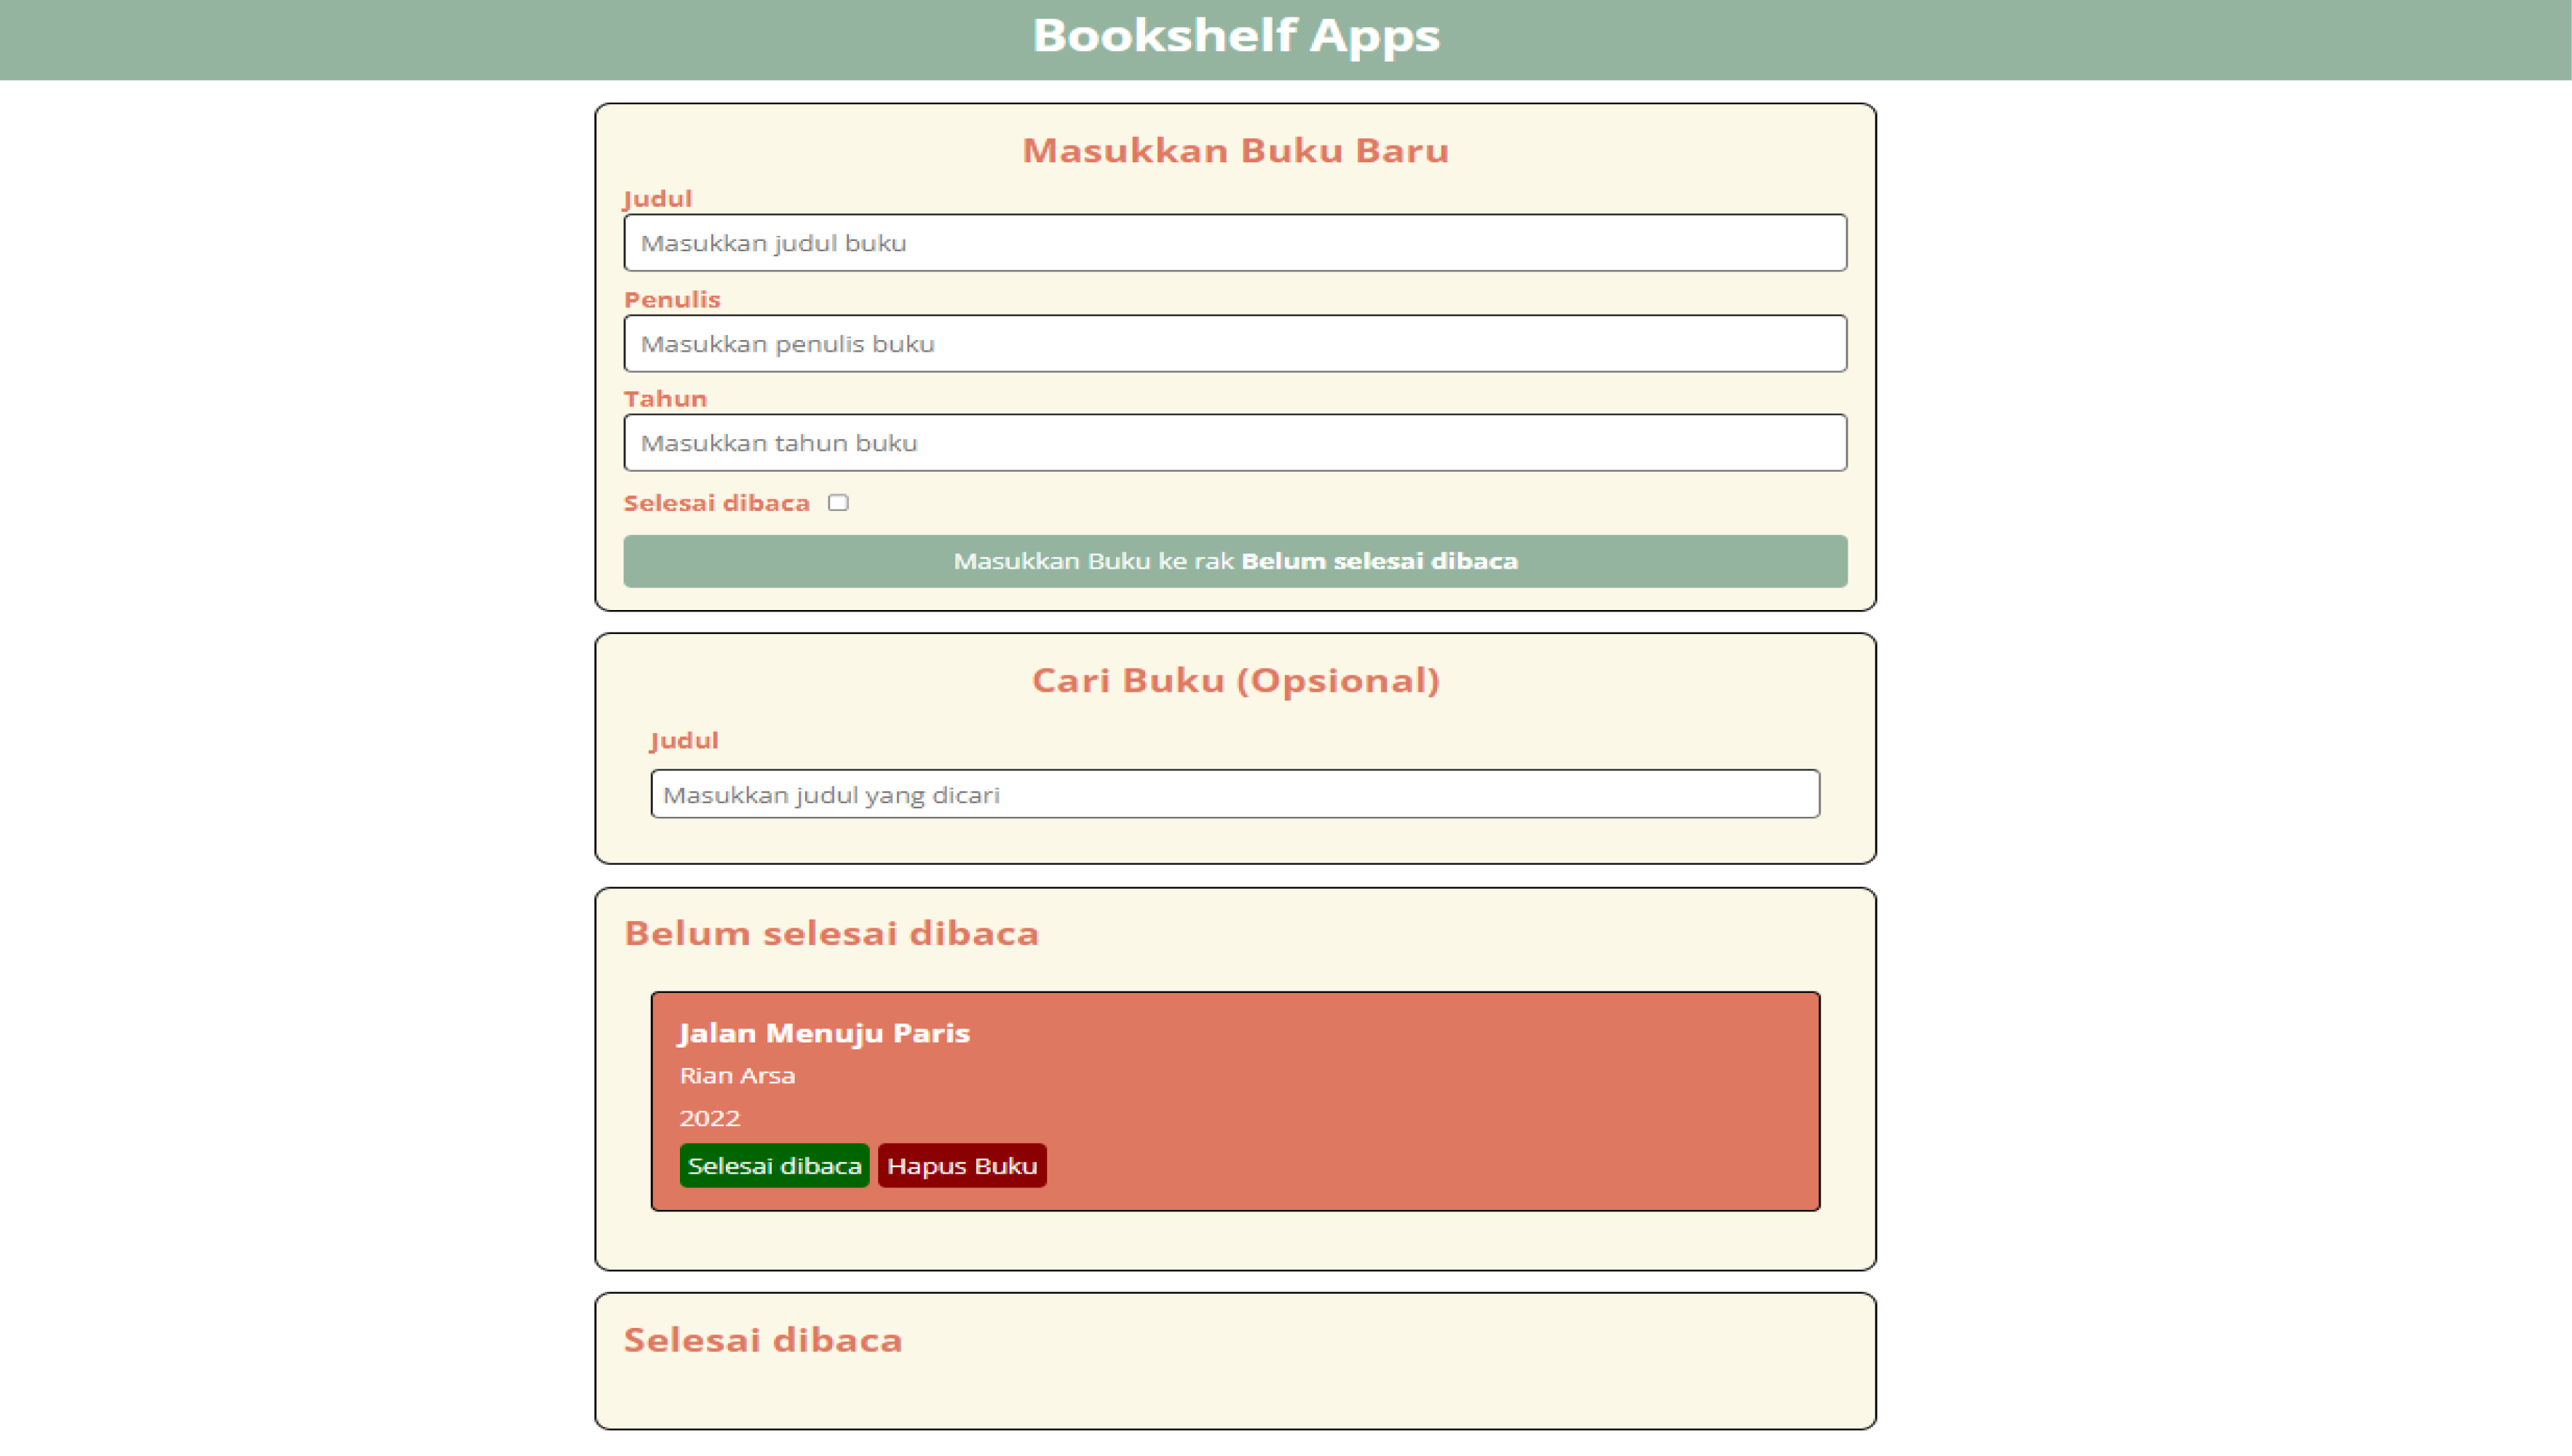 Bookshelf Apps
Masukkan Buku Baru
Judul
Masukkan judul buku
Penulis
Masukkan penulis buku
Tahun
Masukkan tahun buku
Selesai dibaca
Masukkan Buku ke rak Belum selesai dibaca
Cari Buku (Opsional)
Judul
Masukkan judul yang dicari
Belum selesai dibaca
Jalan Menuju Paris
Rian Arsa
2022
Selesai dibaca Hapus Buku
Selesai dibaca